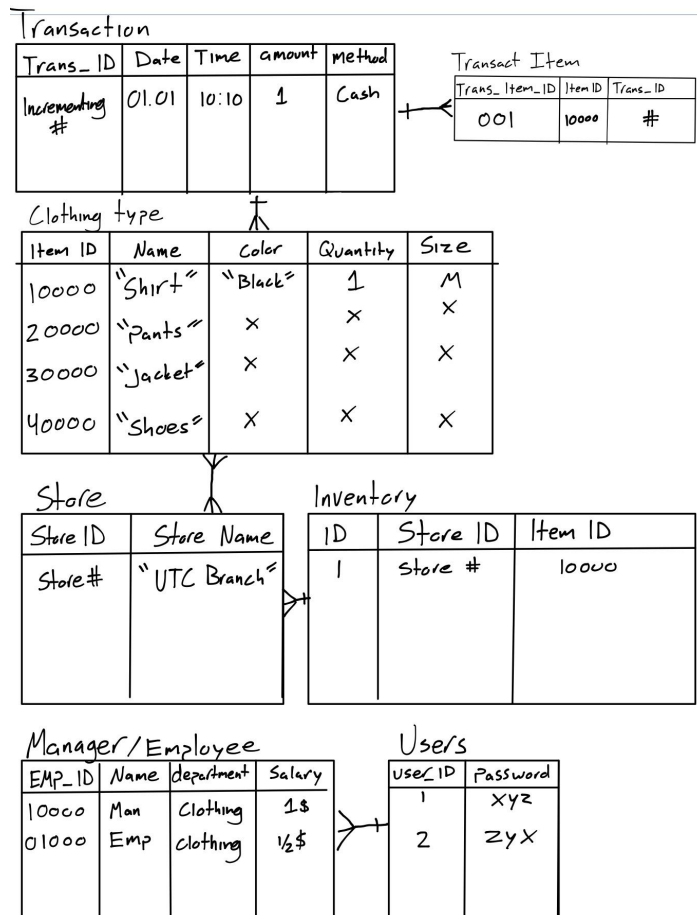 Transaction
Trans_ID Date Time amount method
Incrementing # 01.01 10:10 1 Cash
Transact Item
Trans_Item_ID Item ID Trans_ID
001 10000 #
Clothing type
Item ID Name Color Quantity Size
10000 "Shirt" "Black" 1 M
20000 "Pants" X X X
30000 "Jacket" X X X
40000 "Shoes" X X X
Store
Store ID Store Name
Store# "UTC Branch"
Inventory
ID Store ID Item ID
1 Store # 10000
Manager/Employee
EMP_ID Name department Salary
10000 Man Clothing 1$
01000 Emp clothing 1/2$
Users
User_ID Password
1 XYZ
2 ZYX